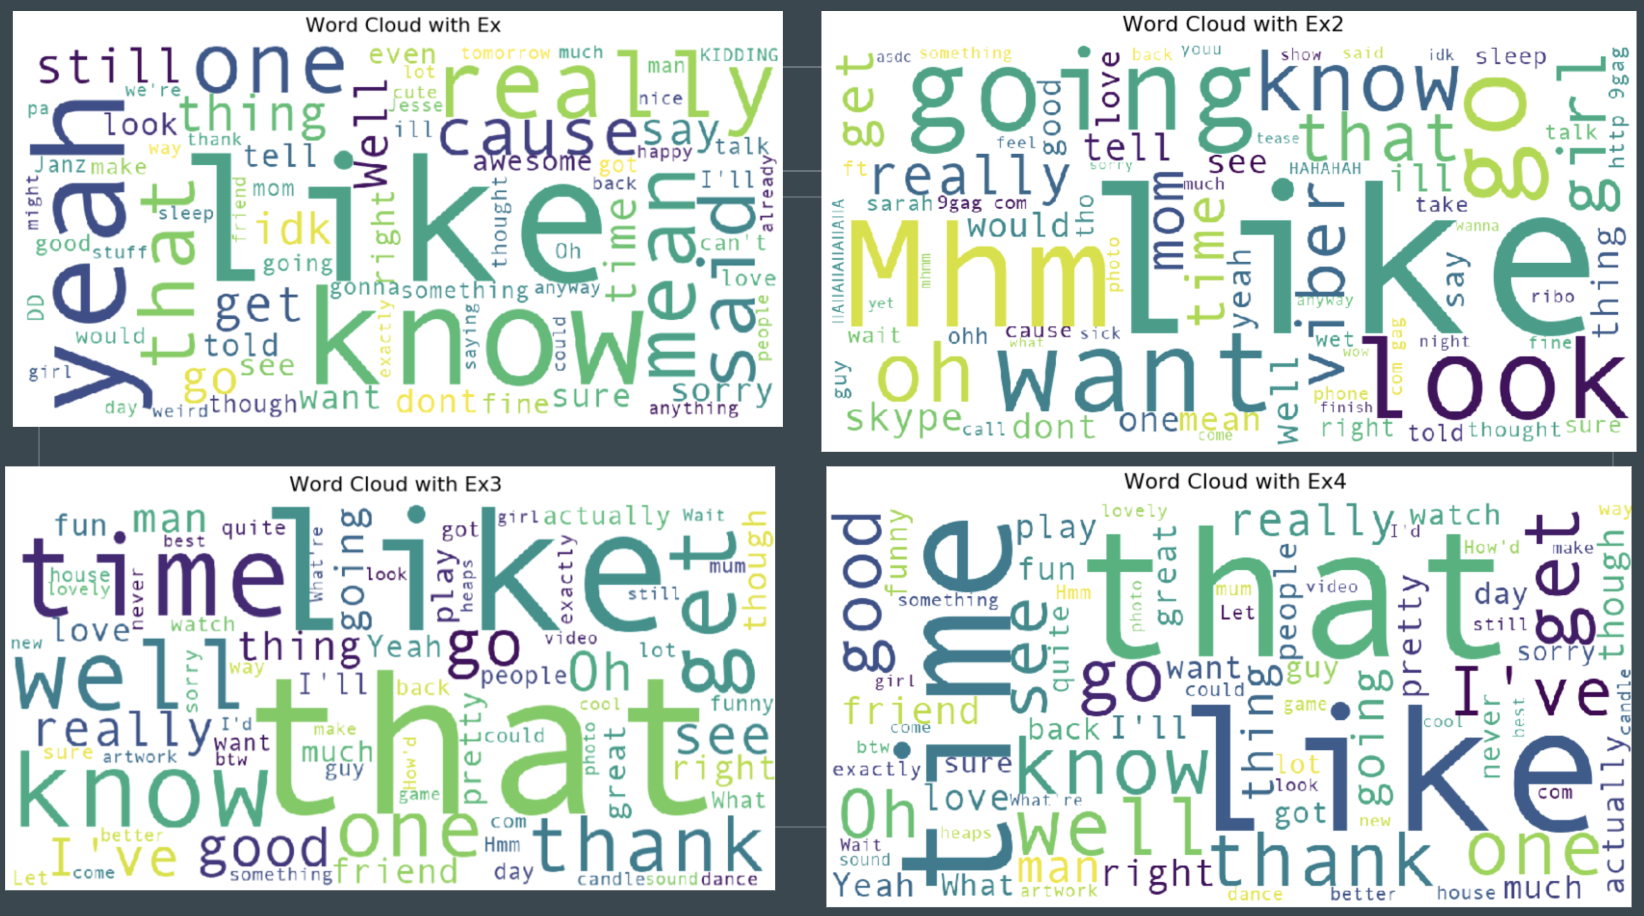 Word Cloud with Ex
still
one
even
tomorrow
much
KIDDING
lot
really
man
we're
cute
Jesse
Well
nice
pa
thing
look
ill
cause
say
thank
way
tell
awesome
happy
talk
Janz
make
got
yeah
like
mom
back
I'll
might
that
friend
right
thought
time
mean
said
already
sleep
idk
good
stuff
going
Oh
can't
gonna
something
anyway
love
DD
get
know
exactly
saying
could
people
would
told
see
girl
go
want
dont
fine
sure
sorry
day
weird
though
anything
Word Cloud with Ex2
asdc
something
back
youu
show
said
idk
sleep
get
going
love
know
go
girl
http 9gag
good
feel
tell
tease
that
talk
ft
really
sorry
see
HAHAHAH
ill
sarah
9gag com
mom
much
take
would
tho
like
wanna
Mhm
mhmm
photo
time
yeah
viber
say
thing
yet
anyway
ribo
wait
ohh
cause
sick
what
wet
wow
night
fine
guy
oh
want
well
com gag
look
phone
finish
skype
call
dont
one
mean
come
right
told
thought
sure
Word Cloud with Ex3
fun
man
quite
like
going
got
girl
actually
Wait
best
time
What're
look
play
heaps
exactly
get
mum
though
house
lovely
never
still
love
watch
new
thing
Yeah
go
video
well
sorry
way
I'll
people
Oh
lot
back
that
cool
funny
really
I'd
make
pretty
could
photo
great
see
want
much
sure
artwork
btw
guy
How'd
right
know
game
What
better
one
com
thank
I've
good
Hmm
Let
come
something
friend
day
candle
sound
dance
Word Cloud with Ex4
good
funny
time
play
lovely
really
I'd
watch
get
way
fun
that
great
people
How'd
make
though
something
Hmm
photo
mum
Let
video
pretty
day
still
see
quite
sorry
girl
go
want
guy
I've
friend
could
thing
game
going
never
best
candle
come
back
I'll
like
cool
btw
exactly
sure
know
lot
look
com
actually
Oh
love
What're
got
new
heaps
well
Wait
sound
man
right
thank
one
Yeah
What
artwork
dance
better
house
much